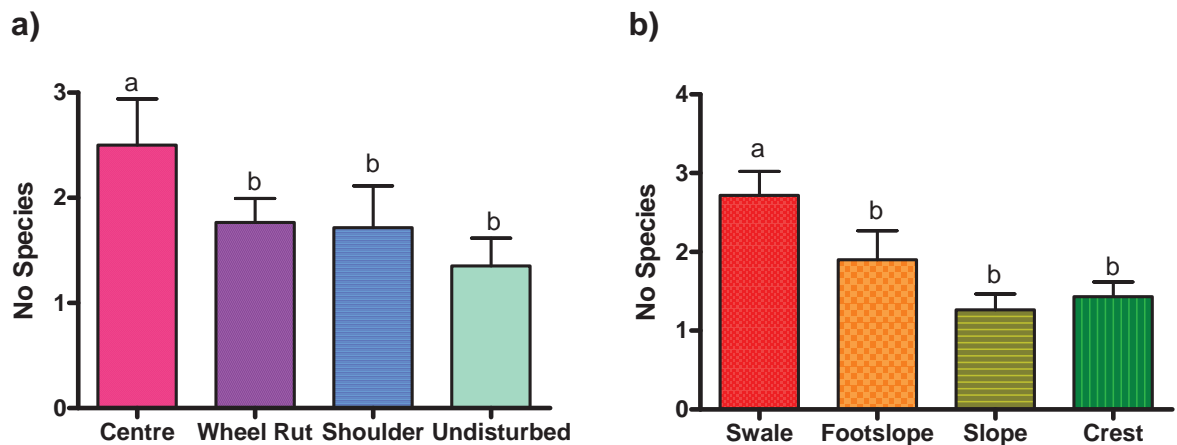 a)
No Species
3
2
1
0
a
b
b
b
Centre Wheel Rut Shoulder Undisturbed
b)
No Species
4
3
2
1
0
a
b
b
b
Swale Footslope Slope Crest